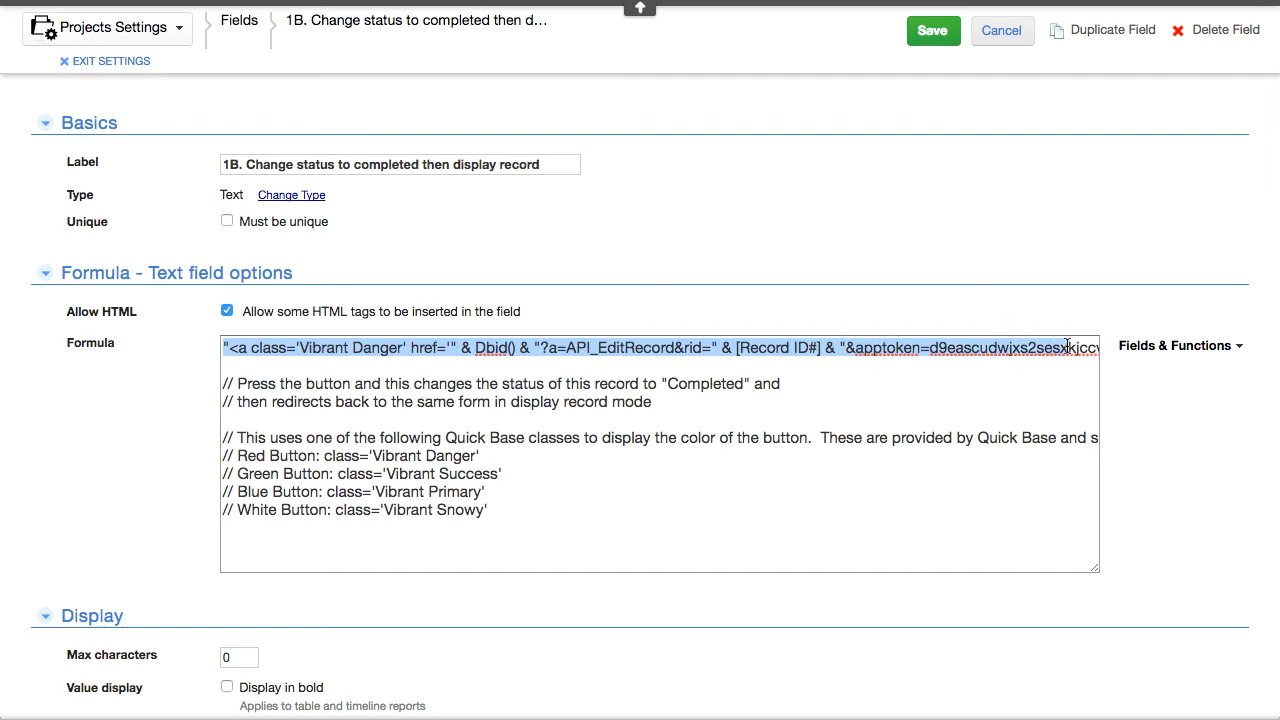 Projects Settings
Fields
1B. Change status to completed then d...
Save
Cancel
Duplicate Field
Delete Field
EXIT SETTINGS
Basics
Label
1B. Change status to completed then display record
Type
Text
Change Type
Unique
Must be unique
Formula - Text field options
Allow HTML
Allow some HTML tags to be inserted in the field
Formula
"<a class='Vibrant Danger' href='" & Dbid() & "?a=API_EditRecord&rid=" & [Record ID#] & "&apptoken=
Fields & Functions
// Press the button and this changes the status of this record to "Completed" and
// then redirects back to the same form in display record mode
// This uses one of the following Quick Base classes to display the color of the button.  These are provided by Quick Base and s
// Red Button: class='Vibrant Danger'
// Green Button: class='Vibrant Success'
// Blue Button: class='Vibrant Primary'
// White Button: class='Vibrant Snowy'
Display
Max characters
0
Value display
Display in bold
Applies to table and timeline reports